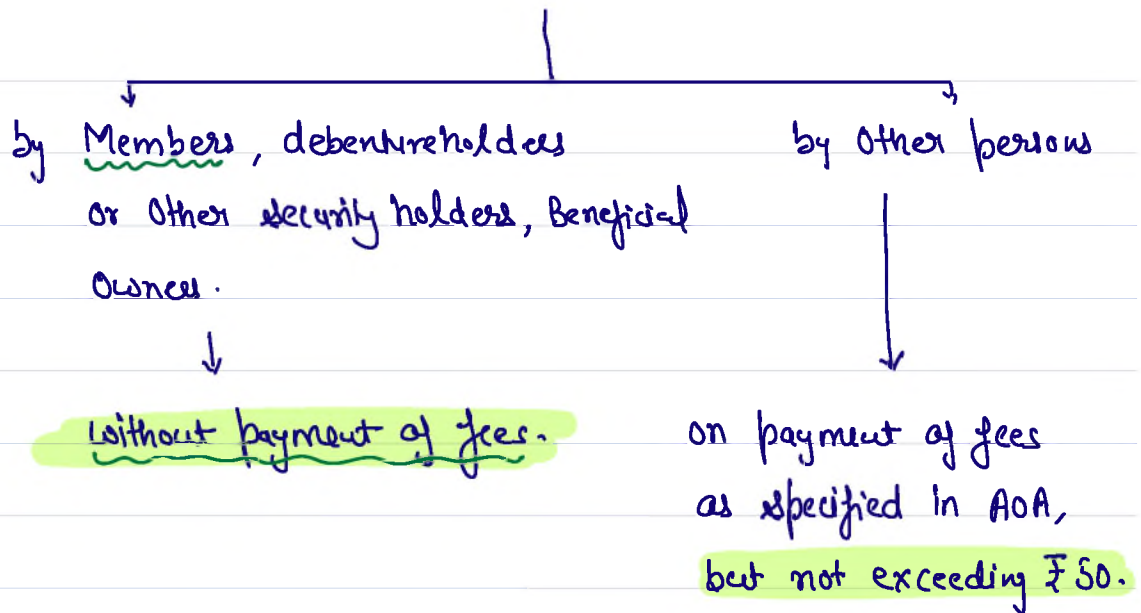 by Members, debentureholders
or Other security holders, Beneficial
Owners.
without payment of fees.
by Other persons
on payment of fees
as specified in AOA,
but not exceeding ₹ 50.